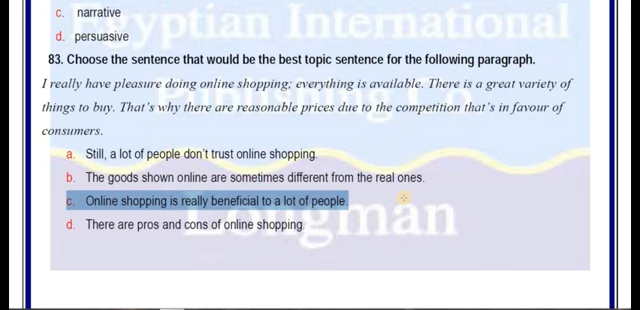 c. narrative
d. persuasive
Egyptian International
83. Choose the sentence that would be the best topic sentence for the following paragraph.
I really have pleasure doing online shopping; everything is available. There is a great variety of
things to buy. That's why there are reasonable prices due to the competition that's in favour of
consumers.
a. Still, a lot of people don't trust online shopping.
b. The goods shown online are sometimes different from the real ones.
c. Online shopping is really beneficial to a lot of people.
d. There are pros and cons of online shopping.
Longman